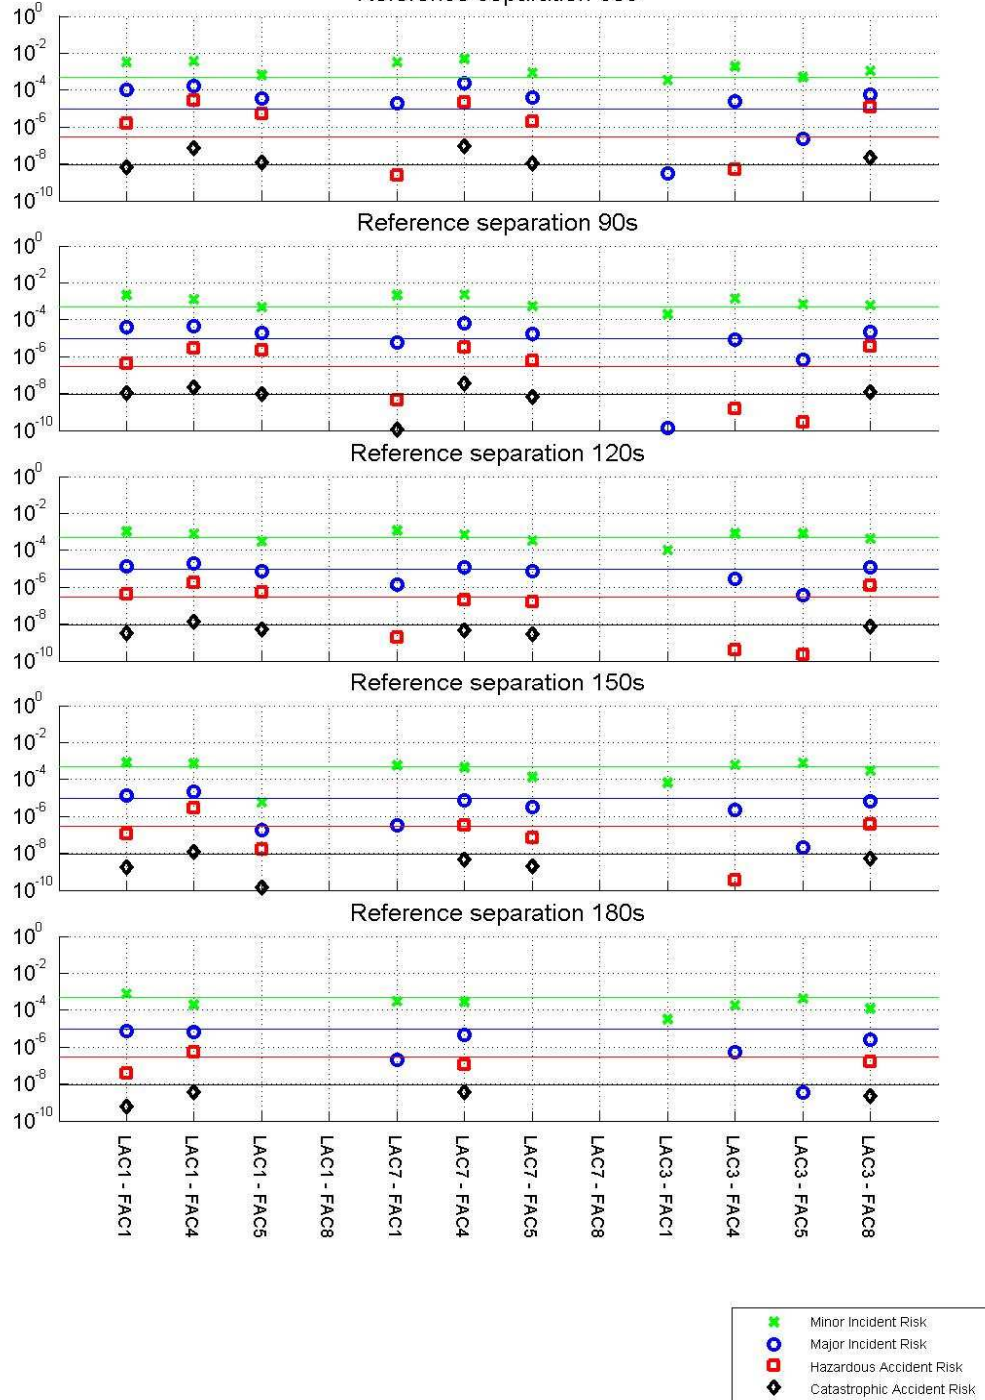 10^0
10^-2
10^-4
10^-6
10^-8
10^-10
Reference separation 90s
10^0
10^-2
10^-4
10^-6
10^-8
10^-10
Reference separation 120s
10^0
10^-2
10^-4
10^-6
10^-8
10^-10
Reference separation 150s
10^0
10^-2
10^-4
10^-6
10^-8
10^-10
Reference separation 180s
10^0
10^-2
10^-4
10^-6
10^-8
10^-10
LAC1 - FAC1
LAC1 - FAC4
LAC1 - FAC5
LAC1 - FAC8
LAC7 - FAC1
LAC7 - FAC4
LAC7 - FAC5
LAC7 - FAC8
LAC3 - FAC1
LAC3 - FAC4
LAC3 - FAC5
LAC3 - FAC8
Minor Incident Risk
Major Incident Risk
Hazardous Accident Risk
Catastrophic Accident Risk